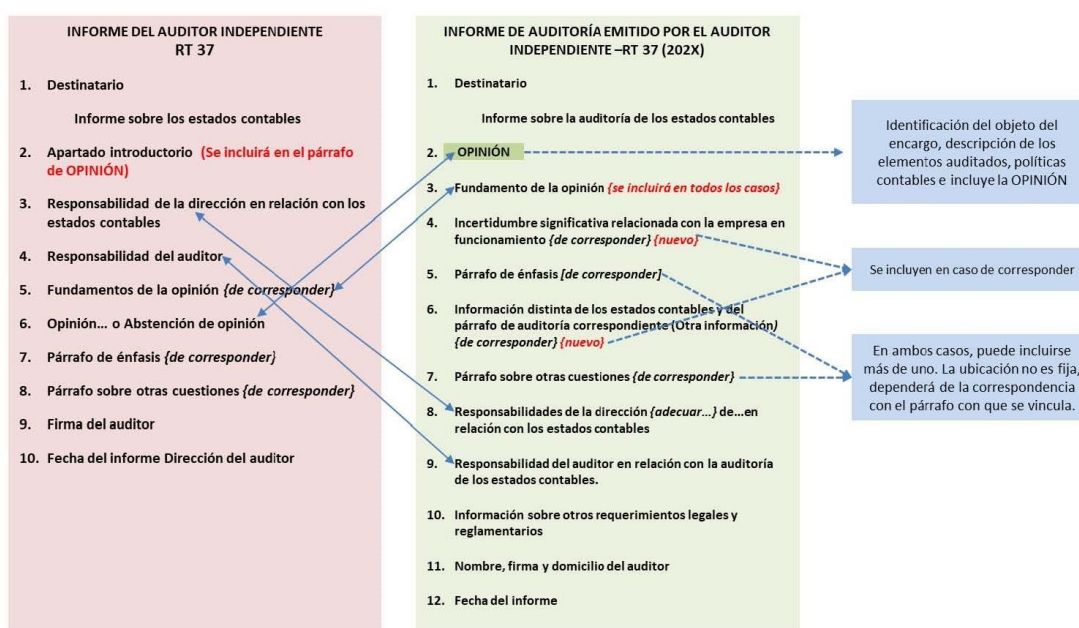 INFORME DEL AUDITOR INDEPENDIENTE
RT 37
1. Destinatario
Informe sobre los estados contables
2. Apartado introductorio (Se incluirá en el párrafo
de OPINIÓN)
3. Responsabilidad de la dirección en relación con los
estados contables
4. Responsabilidad del auditor
5. Fundamentos de la opinión {de corresponder}
6. Opinión... o Abstención de opinión
7. Párrafo de énfasis {de corresponder}
8. Párrafo sobre otras cuestiones {de corresponder}
9. Firma del auditor
10. Fecha del informe Dirección del auditor
INFORME DE AUDITORÍA EMITIDO POR EL AUDITOR
INDEPENDIENTE –RT 37 (202X)
1. Destinatario
Informe sobre la auditoría de los estados contables
2. OPINIÓN
3. Fundamento de la opinión {se incluirá en todos los casos}
4. Incertidumbre significativa relacionada con la empresa en
funcionamiento {de corresponder} {nuevo}
5. Párrafo de énfasis [de corresponder]
6. Información distinta de los estados contables y del
párrafo de auditoría correspondiente (Otra información)
{de corresponder} {nuevo}
7. Párrafo sobre otras cuestiones {de corresponder}
8. Responsabilidades de la dirección {adecuar...} de...en
relación con los estados contables
9. Responsabilidad del auditor en relación con la auditoría
de los estados contables.
10. Información sobre otros requerimientos legales y
reglamentarios
11. Nombre, firma y domicilio del auditor
12. Fecha del informe
Identificación del objeto del
encargo, descripción de los
elementos auditados, políticas
contables e incluye la OPINIÓN
Se incluyen en caso de corresponder
En ambos casos, puede incluirse
más de uno. La ubicación no es fija,
dependerá de la correspondencia
con el párrafo con que se vincula.